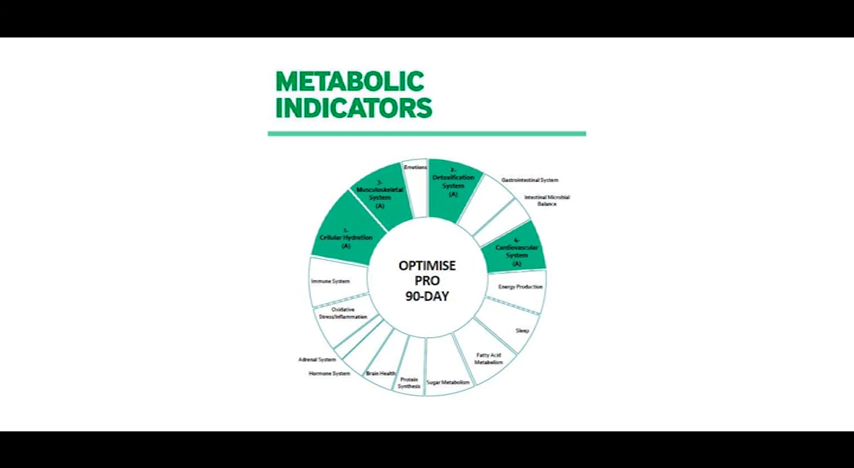 METABOLIC
INDICATORS
Emotions
2.
Detoxification
System
(A)
Gastrointestinal System
Intestinal Microbial
Balance
4.
Cardiovascular
System
(A)
Energy Production
Sleep
Fatty Acid
Metabolism
Sugar Metabolism
Protein
Synthesis
Brain Health
Hormone System
Adrenal System
Oxidative
Stress/Inflammation
Immune System
1.
Cellular Hydration
(A)
3.
Musculoskeletal
System
(A)
OPTIMISE
PRO
90-DAY